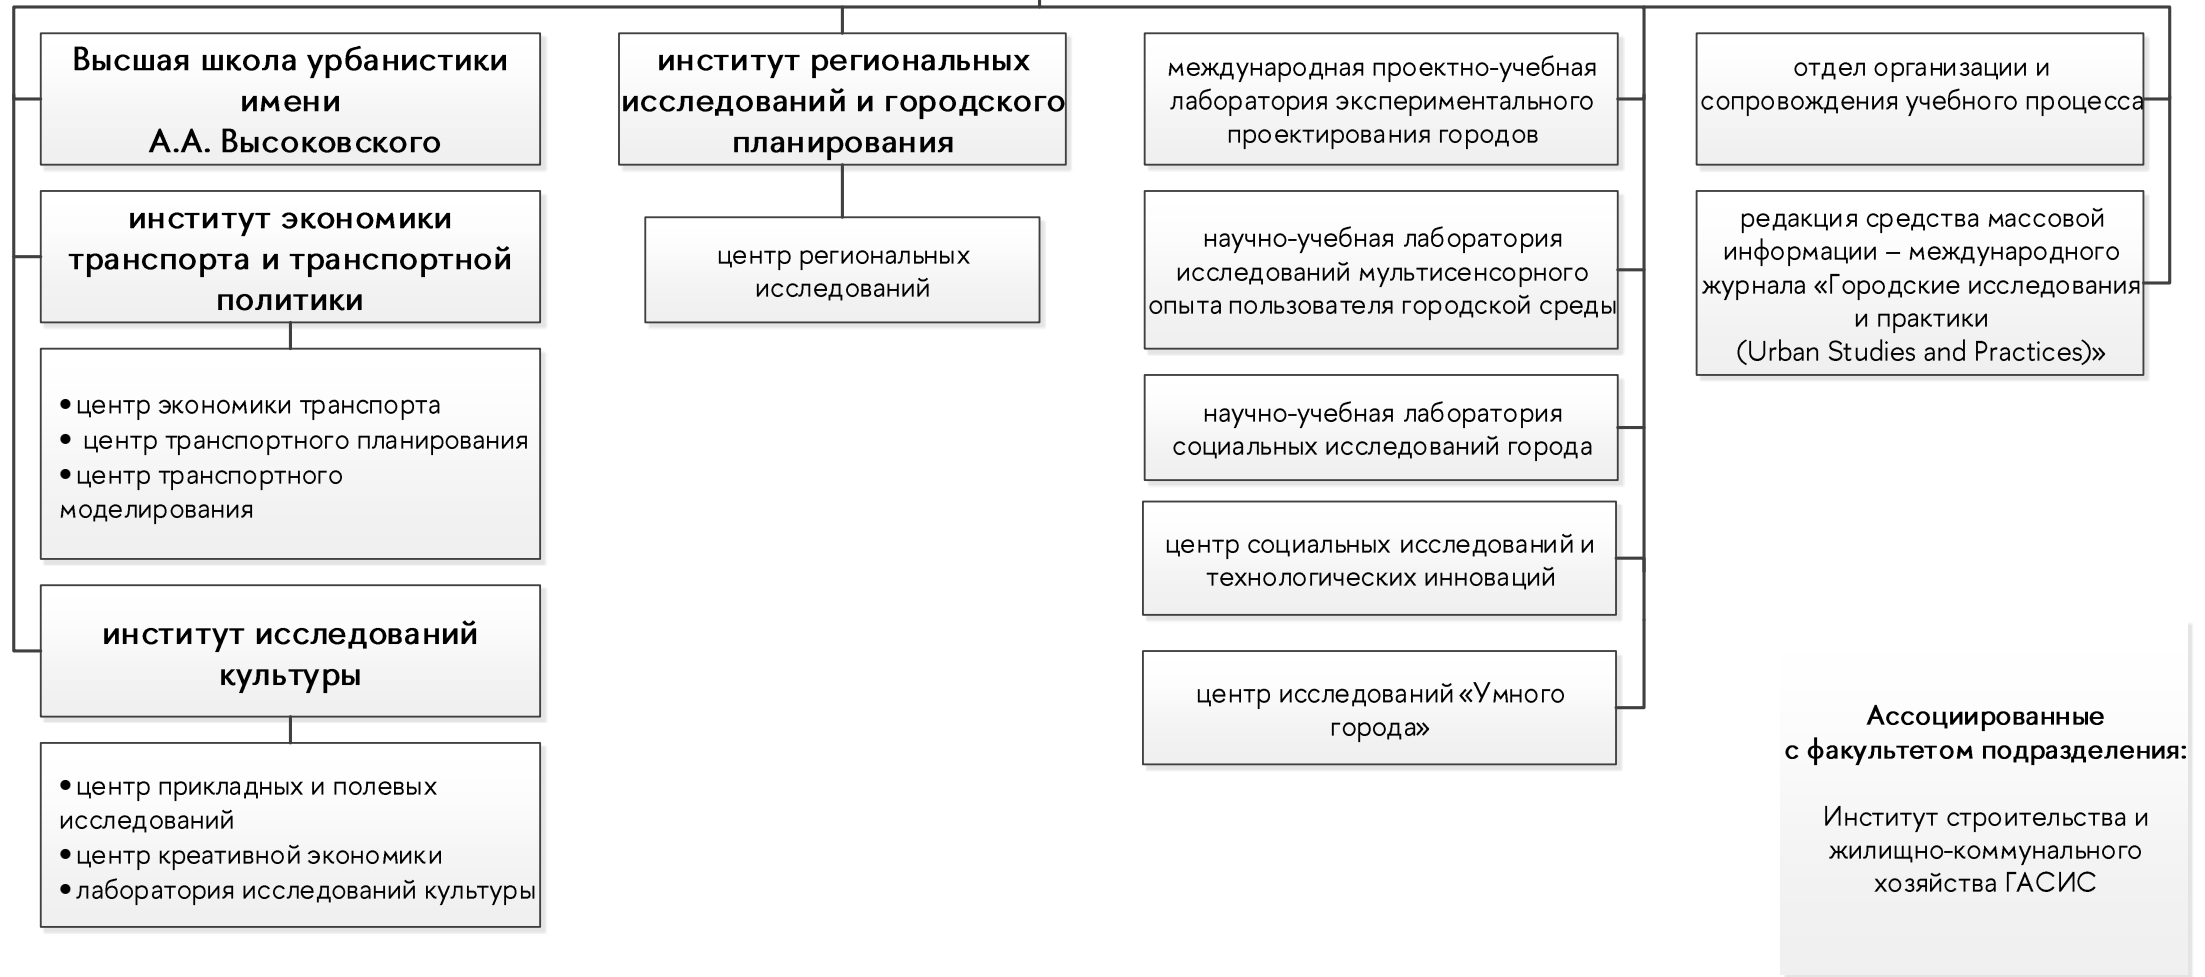 Высшая школа урбанистики
имени
А.А. Высоковского
институт экономики
транспорта и транспортной
политики
• центр экономики транспорта
• центр транспортного планирования
• центр транспортного
моделирования
институт исследований
культуры
• центр прикладных и полевых
исследований
• центр креативной экономики
• лаборатория исследований культуры
институт региональных
исследований и городского
планирования
центр региональных
исследований
международная проектно-учебная
лаборатория экспериментального
проектирования городов
научно-учебная лаборатория
исследований мультисенсорного
опыта пользователя городской среды
научно-учебная лаборатория
социальных исследований города
центр социальных исследований и
технологических инноваций
центр исследований «Умного
города»
отдел организации и
сопровождения учебного процесса
редакция средства массовой
информации – международного
журнала «Городские исследования
и практики
(Urban Studies and Practices)»
Ассоциированные
с факультетом подразделения:
Институт строительства и
жилищно-коммунального
хозяйства ГАСИС